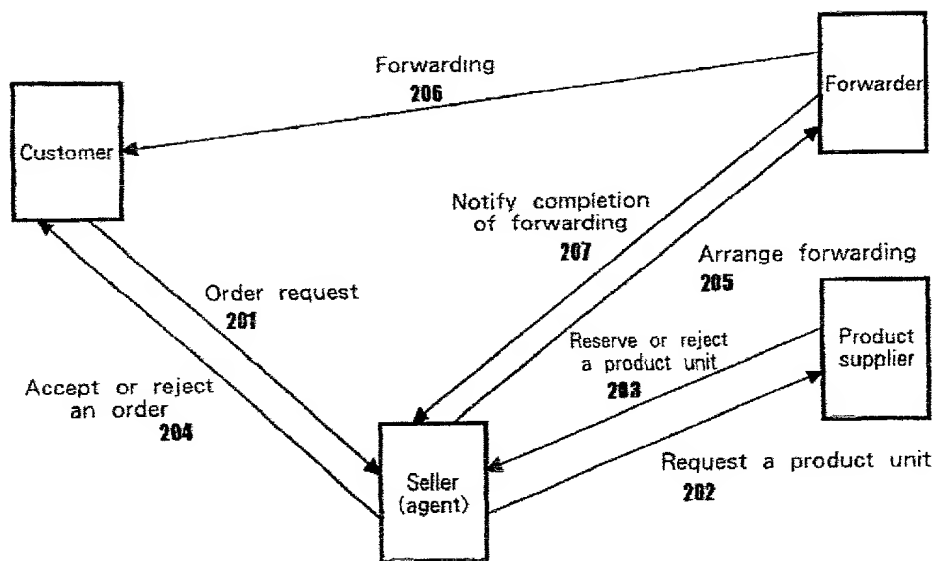 Forwarding
206
Forwarder
Customer
Notify completion
of forwarding
207
Arrange forwarding
205
Order request
201
Reserve or reject
a product unit
203
Product
supplier
Accept or reject
an order
204
Seller
(agent)
Request a product unit
202